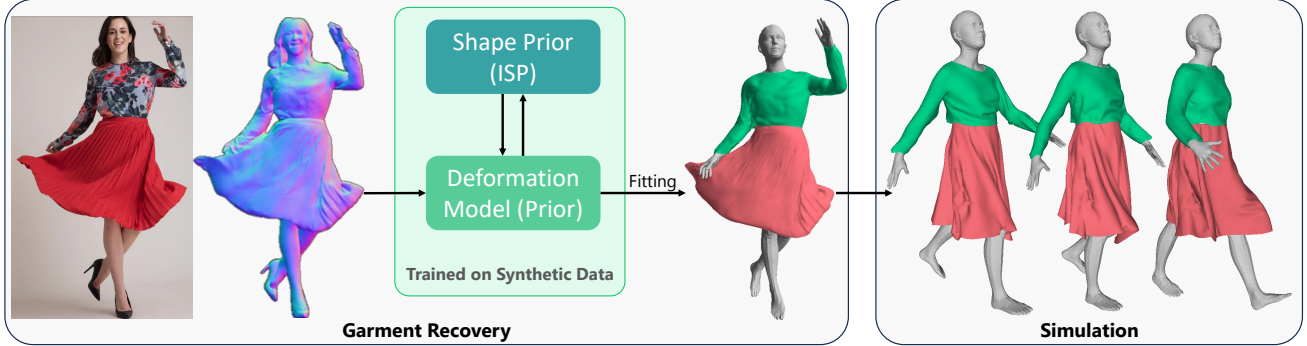 Shape Prior
(ISP)
Deformation
Model (Prior)
Fitting
Trained on Synthetic Data
Garment Recovery
Simulation